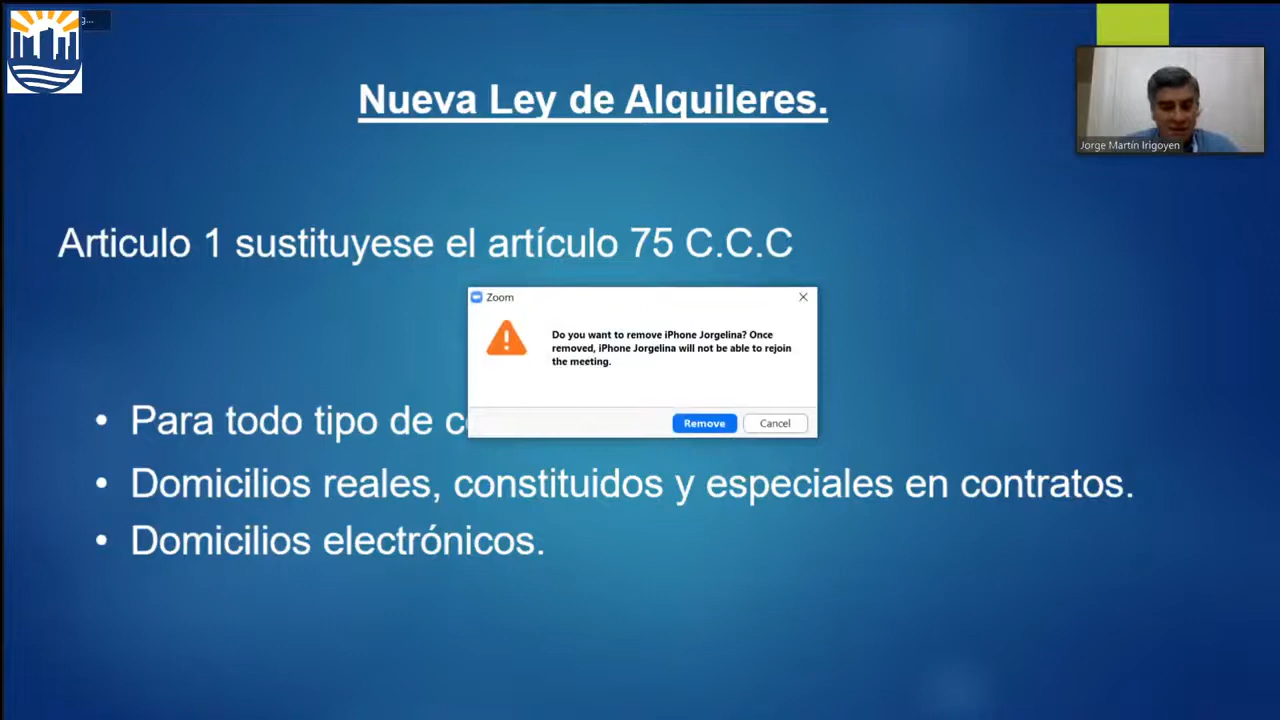 g...
Nueva Ley de Alquileres.
Jorge Martín Irigoyen
Articulo 1 sustituyese el artículo 75 C.C.C
Zoom
Do you want to remove iPhone Jorgelina? Once
removed, iPhone Jorgelina will not be able to rejoin
the meeting.
Remove
Cancel
• Para todo tipo de
• Domicilios reales, constituidos y especiales en contratos.
• Domicilios electrónicos.